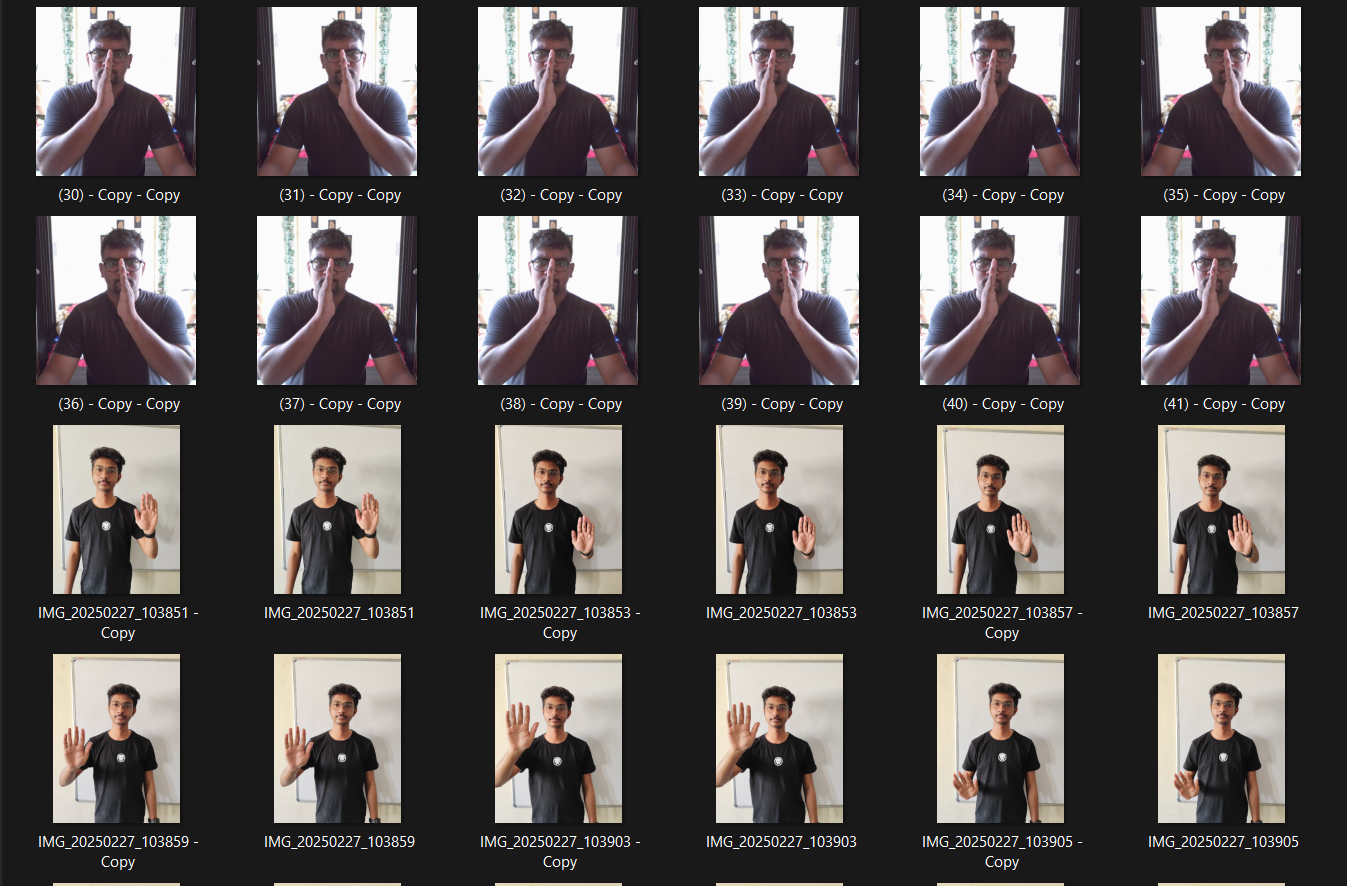 (30) - Copy - Copy
(31) - Copy - Copy
(32) - Copy - Copy
(33) - Copy - Copy
(34) - Copy - Copy
(35) - Copy - Copy
(36) - Copy - Copy
(37) - Copy - Copy
(38) - Copy - Copy
(39) - Copy - Copy
(40) - Copy - Copy
(41) - Copy - Copy
IMG_20250227_103851 -
Copy
IMG_20250227_103851
IMG_20250227_103853 -
Copy
IMG_20250227_103853
IMG_20250227_103857 -
Copy
IMG_20250227_103857
IMG_20250227_103859 -
Copy
IMG_20250227_103859
IMG_20250227_103903 -
Copy
IMG_20250227_103903
IMG_20250227_103905 -
Copy
IMG_20250227_103905